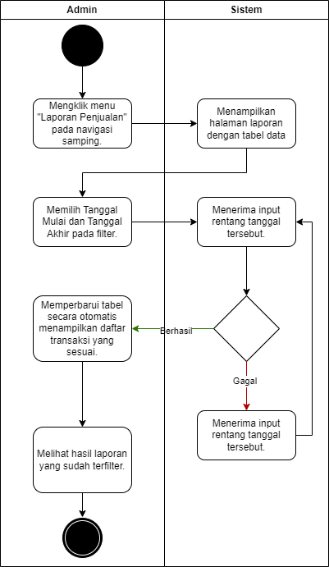 Admin
Sistem
Mengklik menu
"Laporan Penjualan"
pada navigasi
samping.
Menampilkan
halaman laporan
dengan tabel data
Memilih Tanggal
Mulai dan Tanggal
Akhir pada filter.
Menerima input
rentang tanggal
tersebut.
Memperbarui tabel
secara otomatis
menampilkan daftar
transaksi yang
sesuai.
Berhasil
Gagal
Menerima input
rentang tanggal
tersebut.
Melihat hasil laporan
yang sudah terfilter.